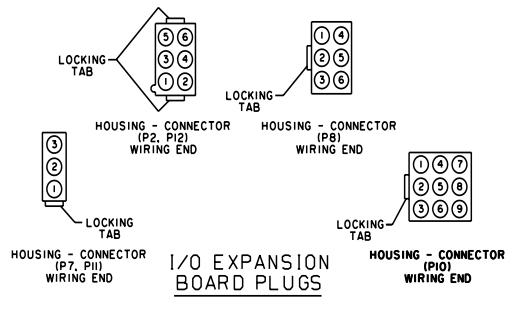 5 6
3 4
1 2
LOCKING
TAB
HOUSING - CONNECTOR
(P2, P12)
WIRING END
1 4
2 5
3 6
LOCKING
TAB
HOUSING - CONNECTOR
(P8)
WIRING END
3
2
1
LOCKING
TAB
HOUSING - CONNECTOR
(P7, P11)
WIRING END
1 4 7
2 5 8
3 6 9
LOCKING
TAB
HOUSING - CONNECTOR
(P10)
WIRING END
I/O EXPANSION
BOARD PLUGS